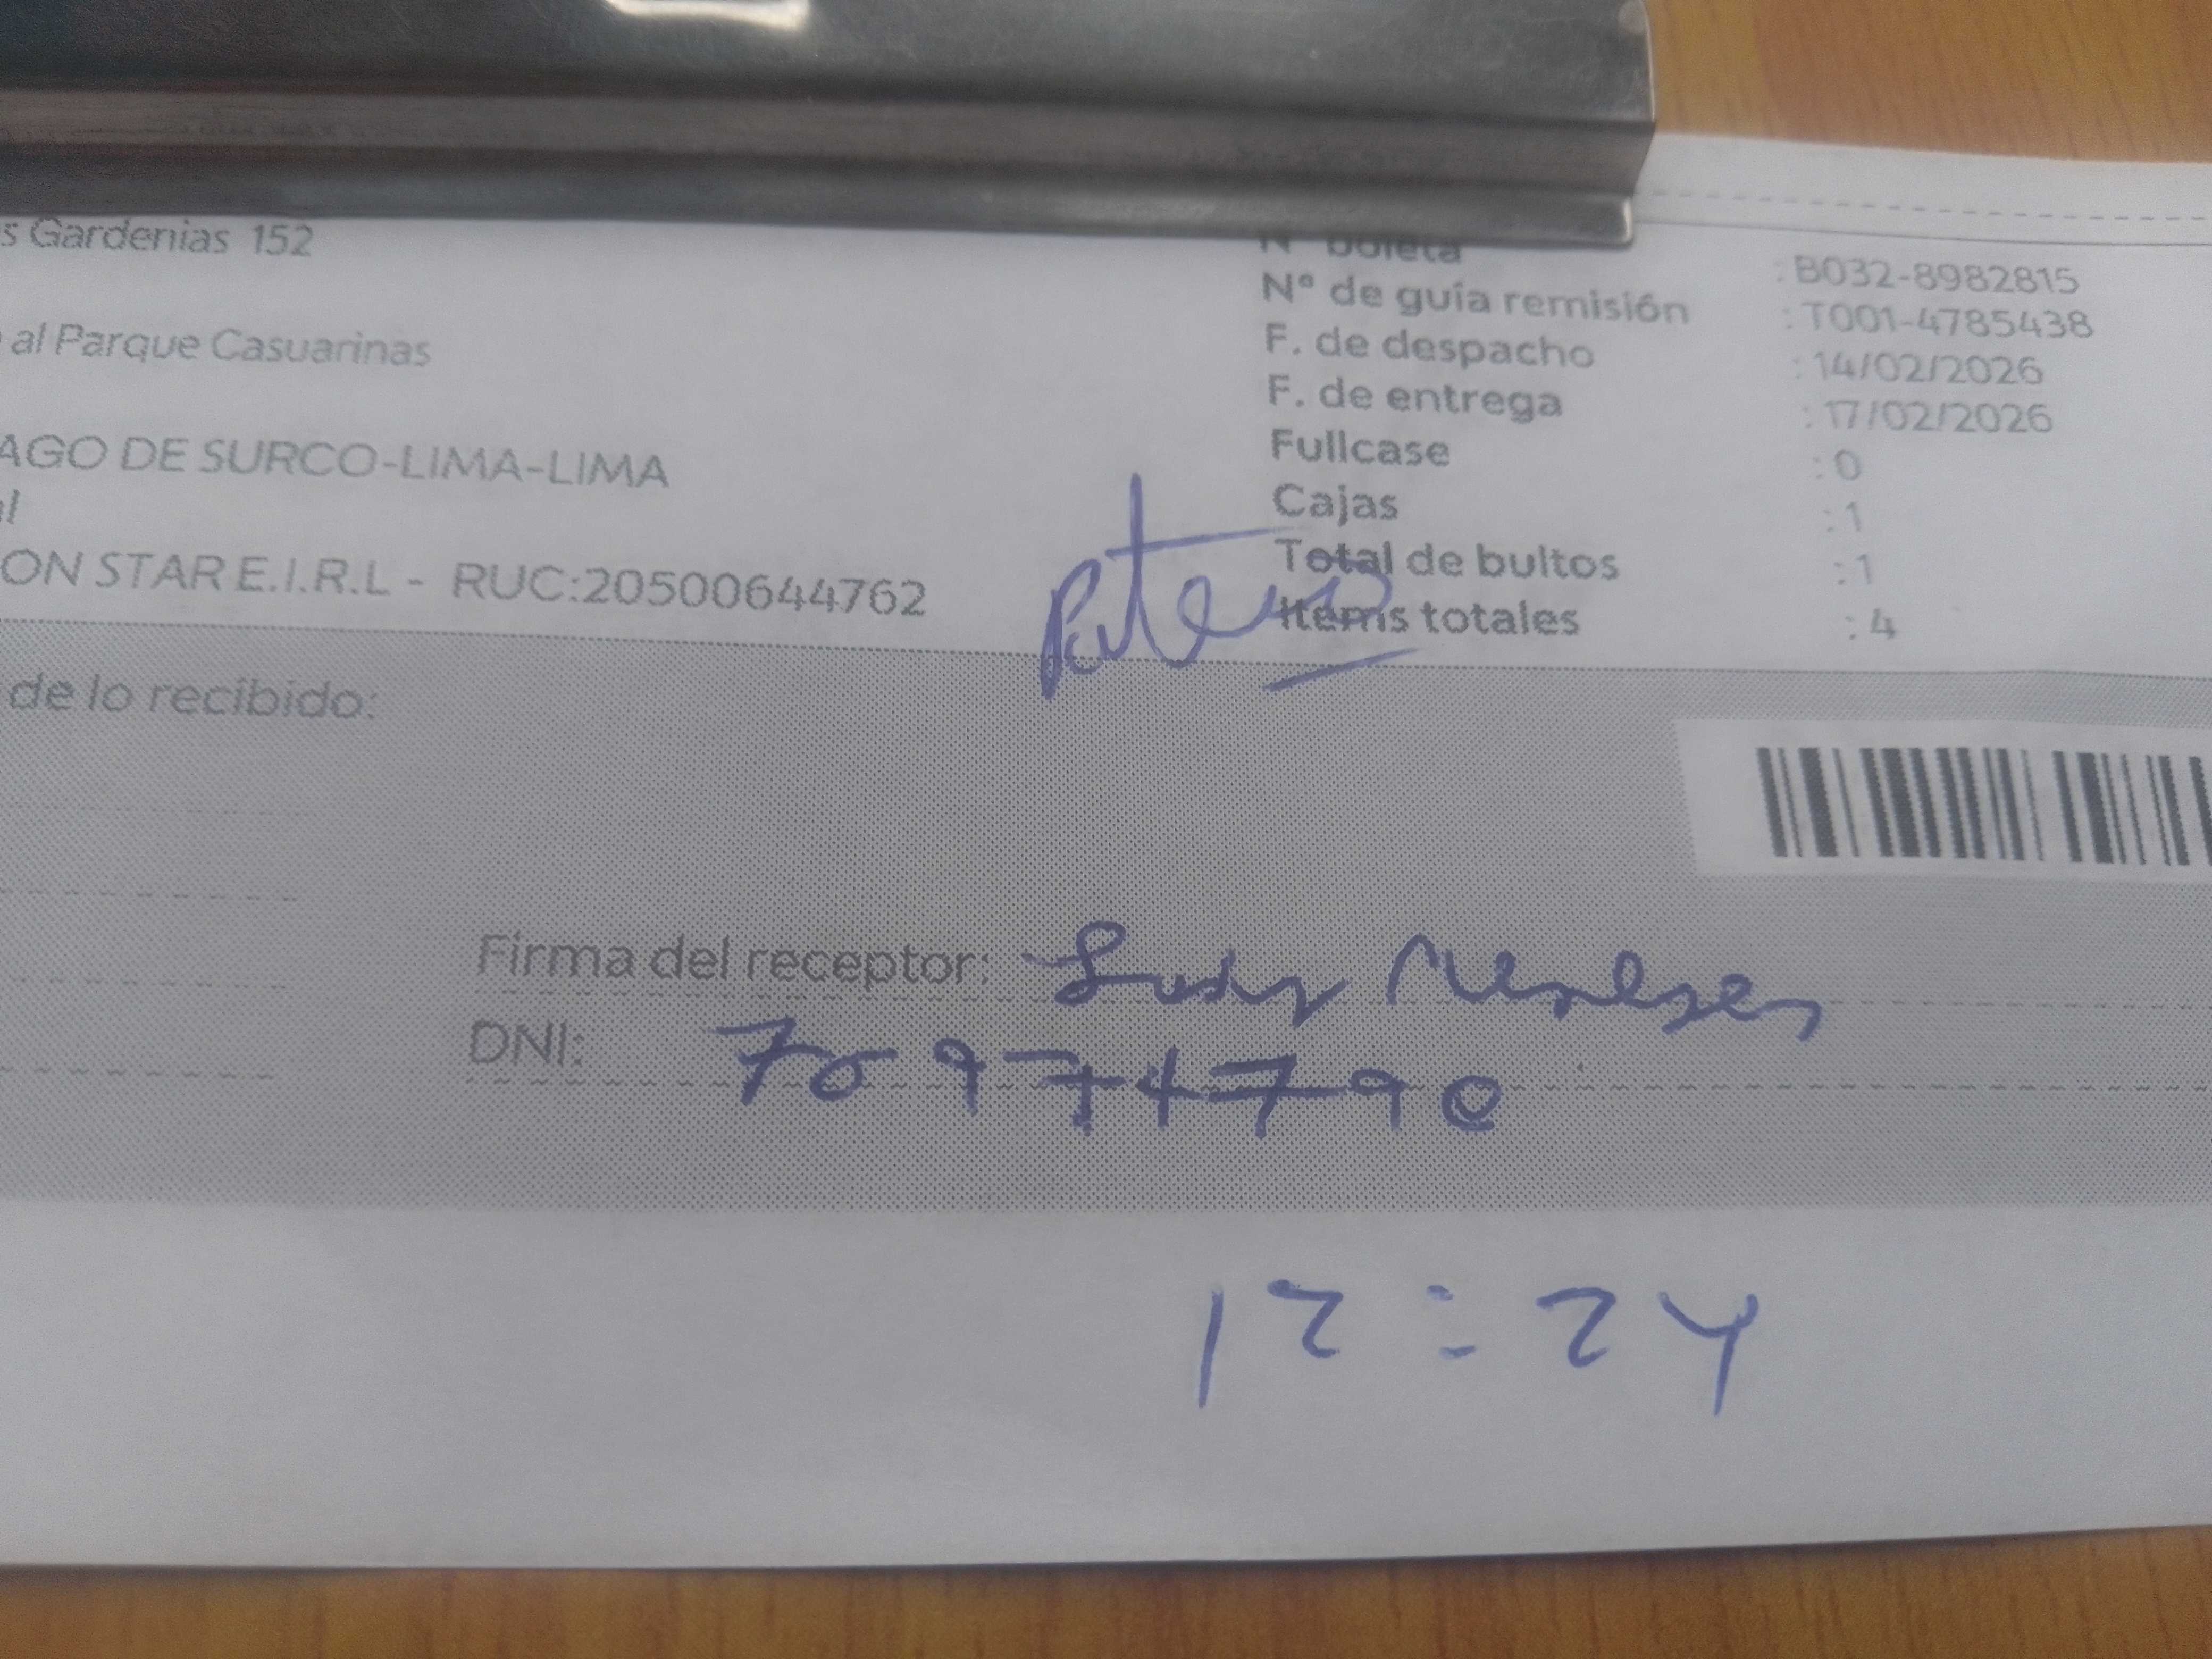 s Gardenias 152
al Parque Casuarinas
AGO DE SURCO-LIMA-LIMA
al
ON STAR E.I.R.L - RUC:20500644762
N° boleta : B032-8982815
N° de guía remisión : T001-4785438
F. de despacho : 14/02/2026
F. de entrega : 17/02/2026
Fullcase : 0
Cajas : 1
Total de bultos : 1
Items totales : 4
de lo recibido:
Firma del receptor:
DNI: 70974790
12:24